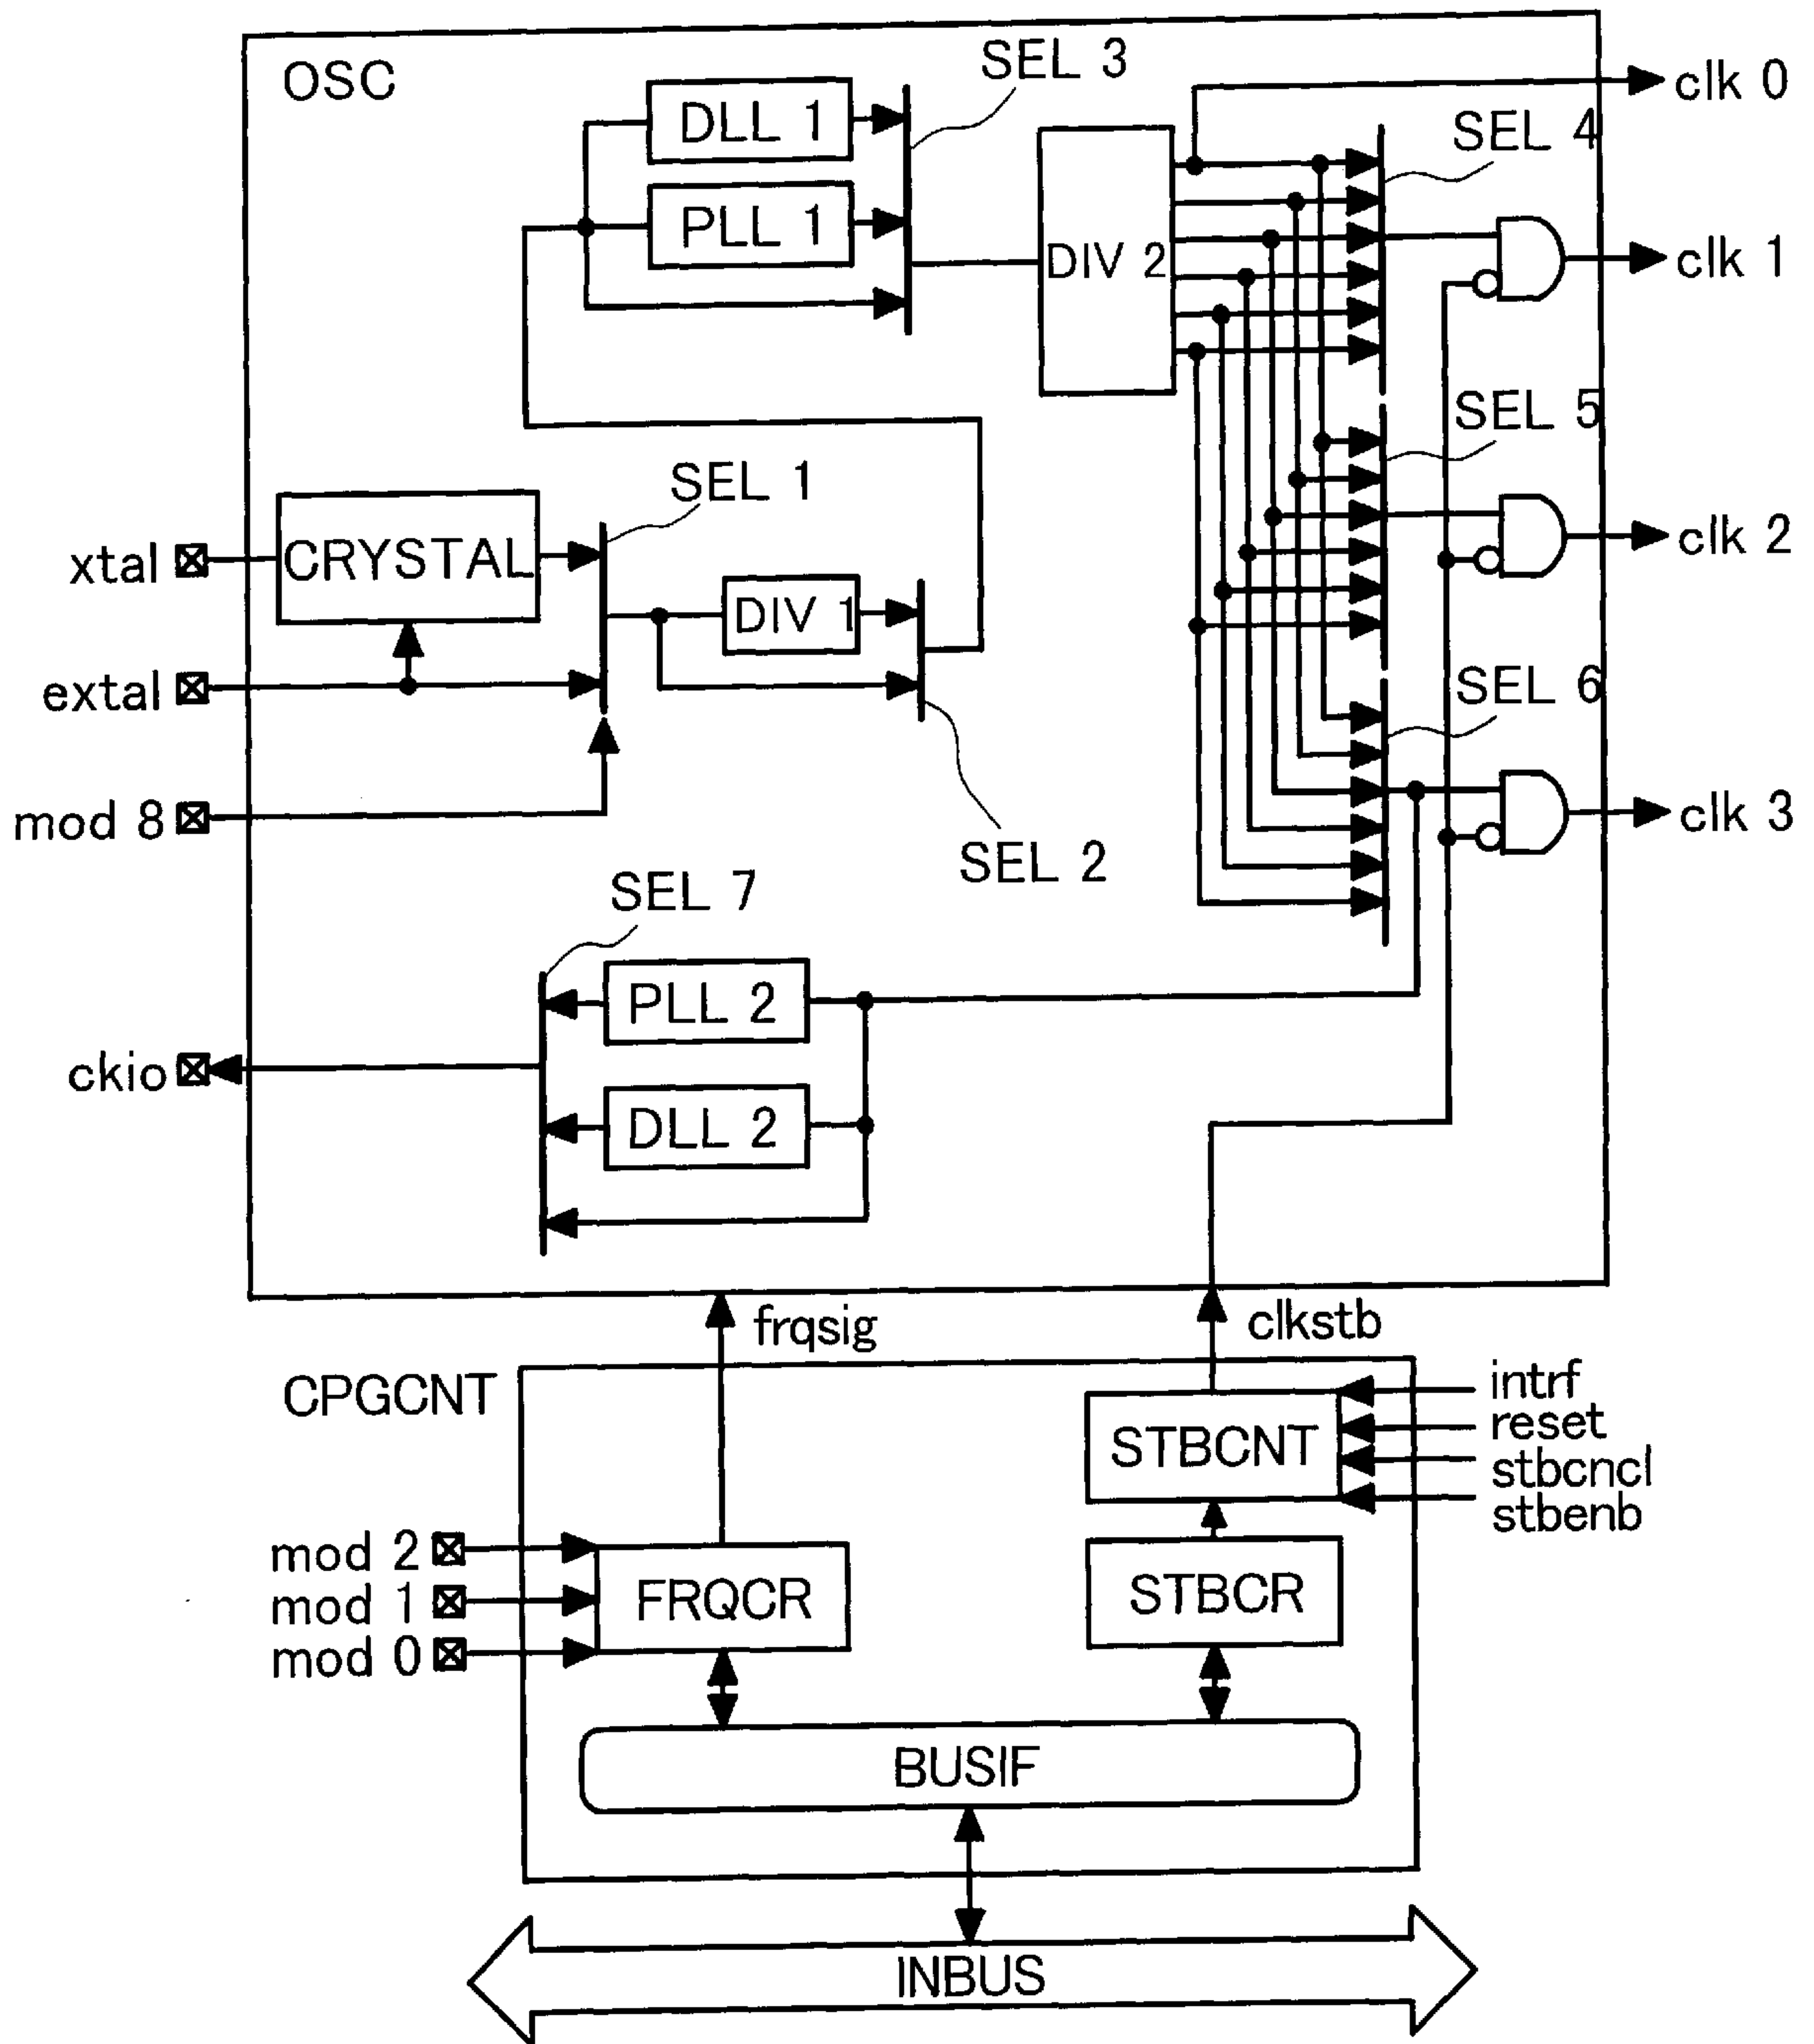 OSC
SEL 3
clk 0
DLL 1
SEL 4
PLL 1
DIV 2
clk 1
SEL 5
SEL 1
xtal
CRYSTAL
clk 2
DIV 1
extal
SEL 6
mod 8
clk 3
SEL 2
SEL 7
PLL 2
ckio
DLL 2
frqsig
clkstb
CPGCNT
intrf
reset
STBCNT
stbcncl
stbenb
mod 2
mod 1
FRQCR
STBCR
mod 0
BUSIF
INBUS